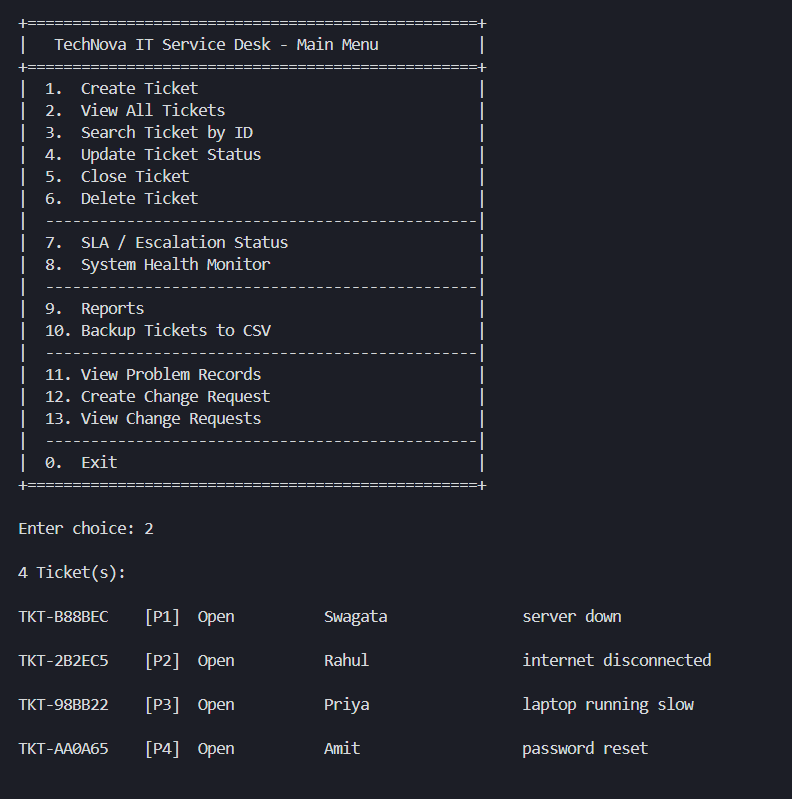 +==================================================+
|   TechNova IT Service Desk - Main Menu           |
+==================================================+
|  1.  Create Ticket                               |
|  2.  View All Tickets                            |
|  3.  Search Ticket by ID                         |
|  4.  Update Ticket Status                        |
|  5.  Close Ticket                                |
|  6.  Delete Ticket                               |
|  ------------------------------------------------|
|  7.  SLA / Escalation Status                     |
|  8.  System Health Monitor                       |
|  ------------------------------------------------|
|  9.  Reports                                     |
|  10. Backup Tickets to CSV                       |
|  ------------------------------------------------|
|  11. View Problem Records                        |
|  12. Create Change Request                       |
|  13. View Change Requests                        |
|  ------------------------------------------------|
|  0.  Exit                                        |
+==================================================+
Enter choice: 2
4 Ticket(s):
TKT-B88BEC    [P1]  Open          Swagata               server down
TKT-2B2EC5    [P2]  Open          Rahul                 internet disconnected
TKT-98BB22    [P3]  Open          Priya                 laptop running slow
TKT-AA0A65    [P4]  Open          Amit                  password reset